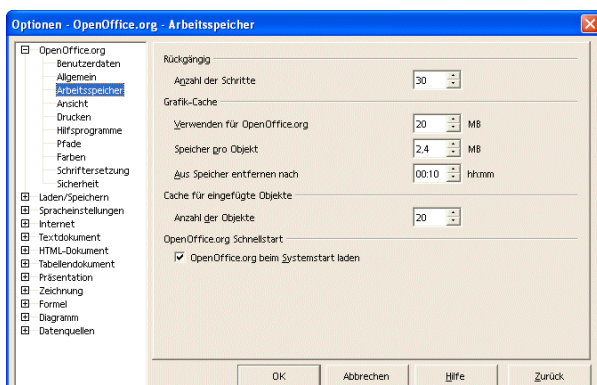 Optionen - OpenOffice.org - Arbeitsspeicher
OpenOffice.org
Benutzerdaten
Allgemein
Arbeitsspeicher
Ansicht
Drucken
Hilfsprogramme
Pfade
Farben
Schriftersetzung
Sicherheit
Laden/Speichern
Spracheinstellungen
Internet
Textdokument
HTML-Dokument
Tabellendokument
Präsentation
Zeichnung
Formel
Diagramm
Datenquellen
Rückgängig
Anzahl der Schritte 30
Grafik-Cache
Verwenden für OpenOffice.org 20 MB
Speicher pro Objekt 2,4 MB
Aus Speicher entfernen nach 00:10 hh:mm
Cache für eingefügte Objekte
Anzahl der Objekte 20
OpenOffice.org Schnellstart
OpenOffice.org beim Systemstart laden
OK Abbrechen Hilfe Zurück